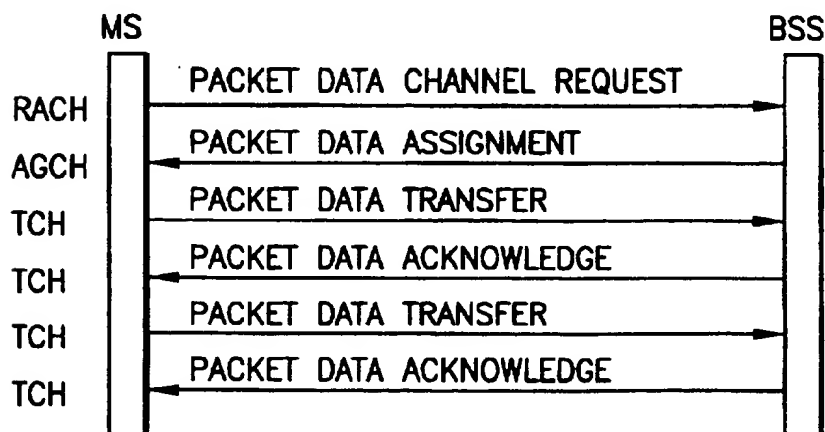 MS BSS
RACH PACKET DATA CHANNEL REQUEST
AGCH PACKET DATA ASSIGNMENT
TCH PACKET DATA TRANSFER
TCH PACKET DATA ACKNOWLEDGE
TCH PACKET DATA TRANSFER
TCH PACKET DATA ACKNOWLEDGE